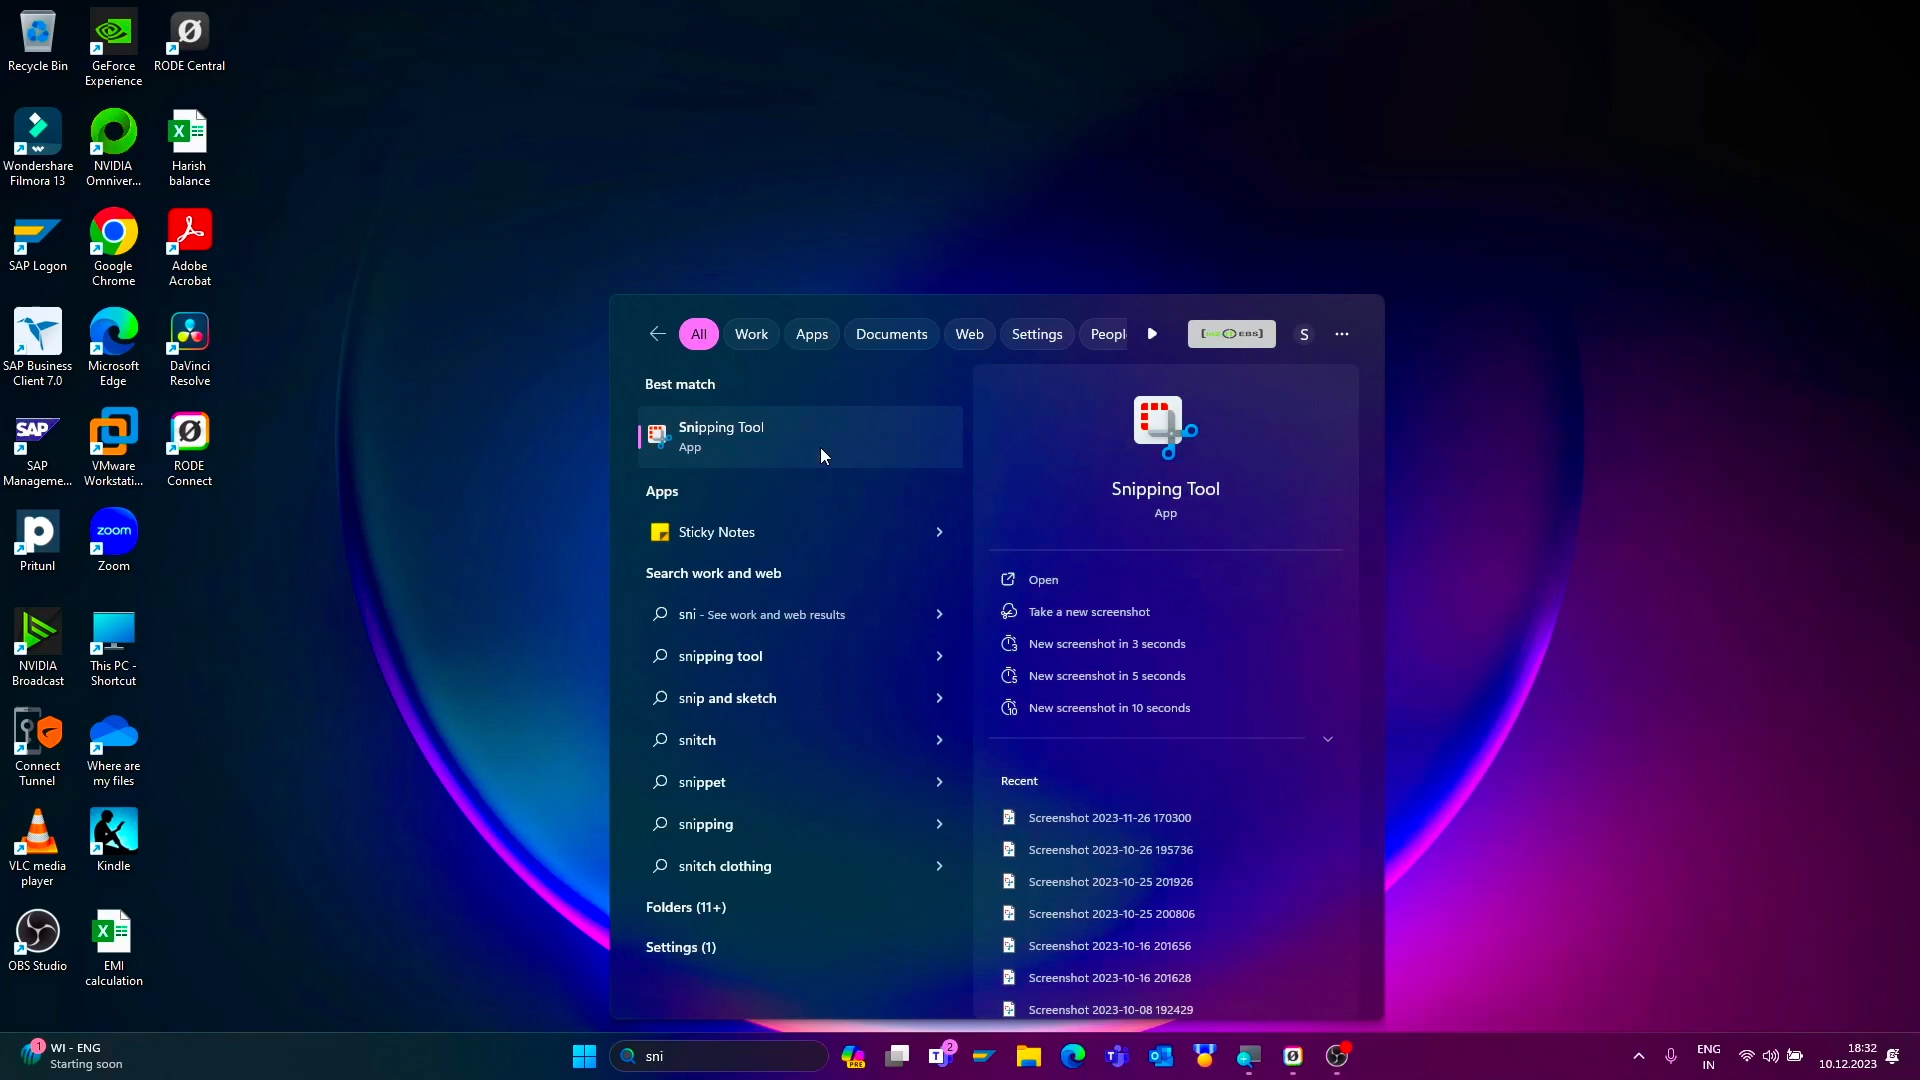 Recycle Bin
GeForce
Experience
RODE Central
Wondershare
Filmora 13
NVIDIA
Omniver...
Harish
balance
SAP Logon
Google
Chrome
Adobe
Acrobat
SAP Business
Client 7.0
Microsoft
Edge
DaVinci
Resolve
SAP
SAP
Manageme...
VMware
Workstati...
RODE
Connect
Pritunl
zoom
Zoom
NVIDIA
Broadcast
This PC -
Shortcut
Connect
Tunnel
Where are
my files
VLC media
player
Kindle
OBS Studio
EMI
calculation
All
Work
Apps
Documents
Web
Settings
Peopl
EBS]
S
Best match
Snipping Tool
App
Apps
Sticky Notes
Search work and web
sni - See work and web results
snipping tool
snip and sketch
snitch
snippet
snipping
snitch clothing
Folders (11+)
Settings (1)
Snipping Tool
App
Open
Take a new screenshot
New screenshot in 3 seconds
New screenshot in 5 seconds
New screenshot in 10 seconds
Recent
Screenshot 2023-11-26 170300
Screenshot 2023-10-26 195736
Screenshot 2023-10-25 201926
Screenshot 2023-10-25 200806
Screenshot 2023-10-16 201656
Screenshot 2023-10-16 201628
Screenshot 2023-10-08 192429
1
WI - ENG
Starting soon
sni
PRE
2
ENG
IN
18:32
10.12.2023